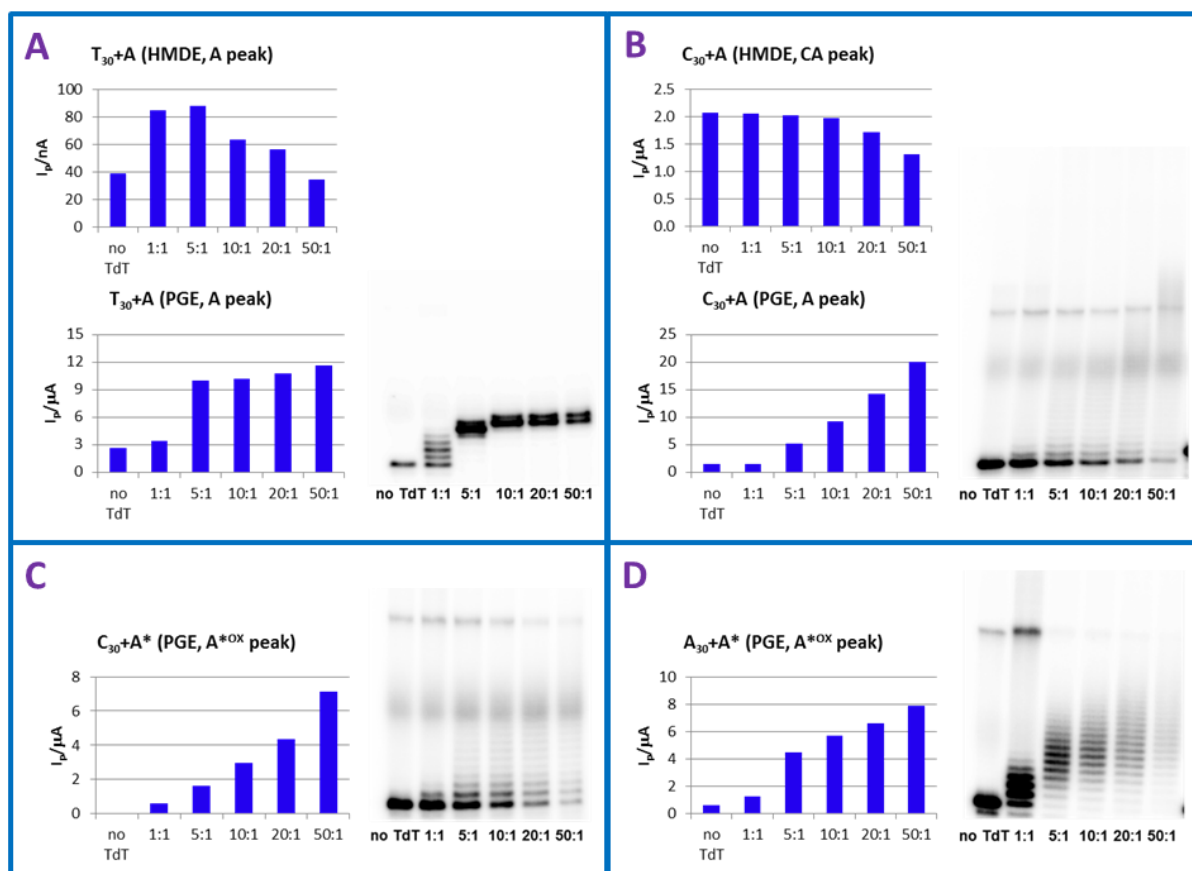 A
T₃₀+A (HMDE, A peak)
100
80
60
40
20
0
Iₚ/nA
no TdT 1:1 5:1 10:1 20:1 50:1
T₃₀+A (PGE, A peak)
15
12
9
6
3
0
Iₚ/µA
no TdT 1:1 5:1 10:1 20:1 50:1
no TdT 1:1 5:1 10:1 20:1 50:1
B
C₃₀+A (HMDE, CA peak)
2.5
2.0
1.5
1.0
0.5
0.0
Iₚ/µA
no TdT 1:1 5:1 10:1 20:1 50:1
C₃₀+A (PGE, A peak)
25
20
15
10
5
0
Iₚ/µA
no TdT 1:1 5:1 10:1 20:1 50:1
no TdT 1:1 5:1 10:1 20:1 50:1
C
C₃₀+A* (PGE, A*ᴼˣ peak)
8
6
4
2
0
Iₚ/µA
no TdT 1:1 5:1 10:1 20:1 50:1
no TdT 1:1 5:1 10:1 20:1 50:1
D
A₃₀+A* (PGE, A*ᴼˣ peak)
10
8
6
4
2
0
Iₚ/µA
no TdT 1:1 5:1 10:1 20:1 50:1
no TdT 1:1 5:1 10:1 20:1 50:1